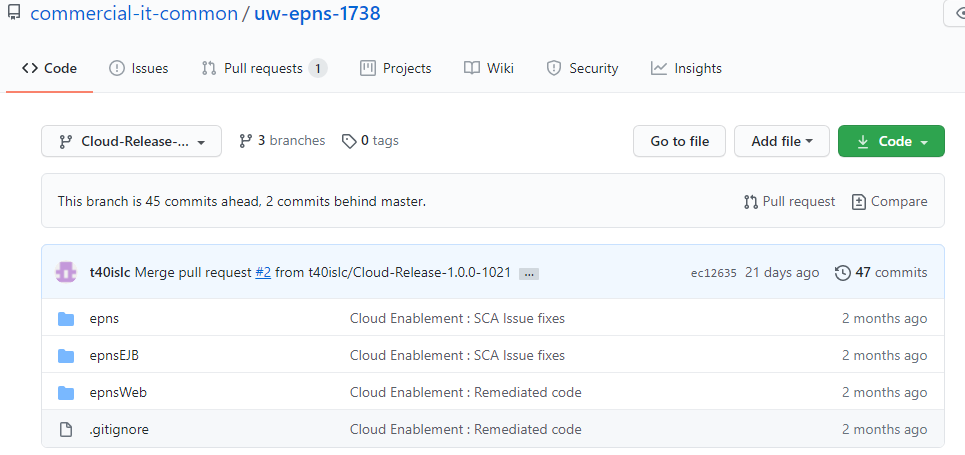 commercial-it-common / uw-epns-1738
Code Issues Pull requests 1 Projects Wiki Security Insights
Cloud-Release-... 3 branches 0 tags Go to file Add file Code
This branch is 45 commits ahead, 2 commits behind master. Pull request Compare
t40islc Merge pull request #2 from t40islc/Cloud-Release-1.0.0-1021 ... ec12635 21 days ago 47 commits
epns Cloud Enablement : SCA Issue fixes 2 months ago
epnsEJB Cloud Enablement : SCA Issue fixes 2 months ago
epnsWeb Cloud Enablement : Remediated code 2 months ago
.gitignore Cloud Enablement : Remediated code 2 months ago